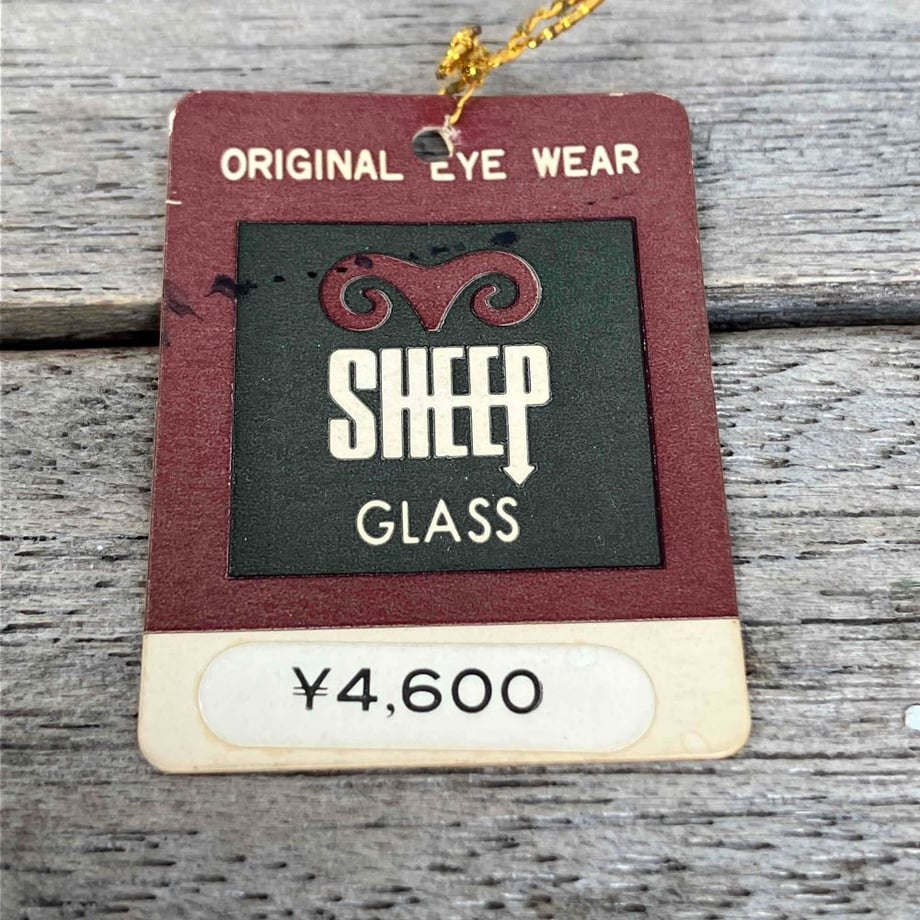 ORIGINAL EYE WEAR
SHEEP
GLASS
¥4,600